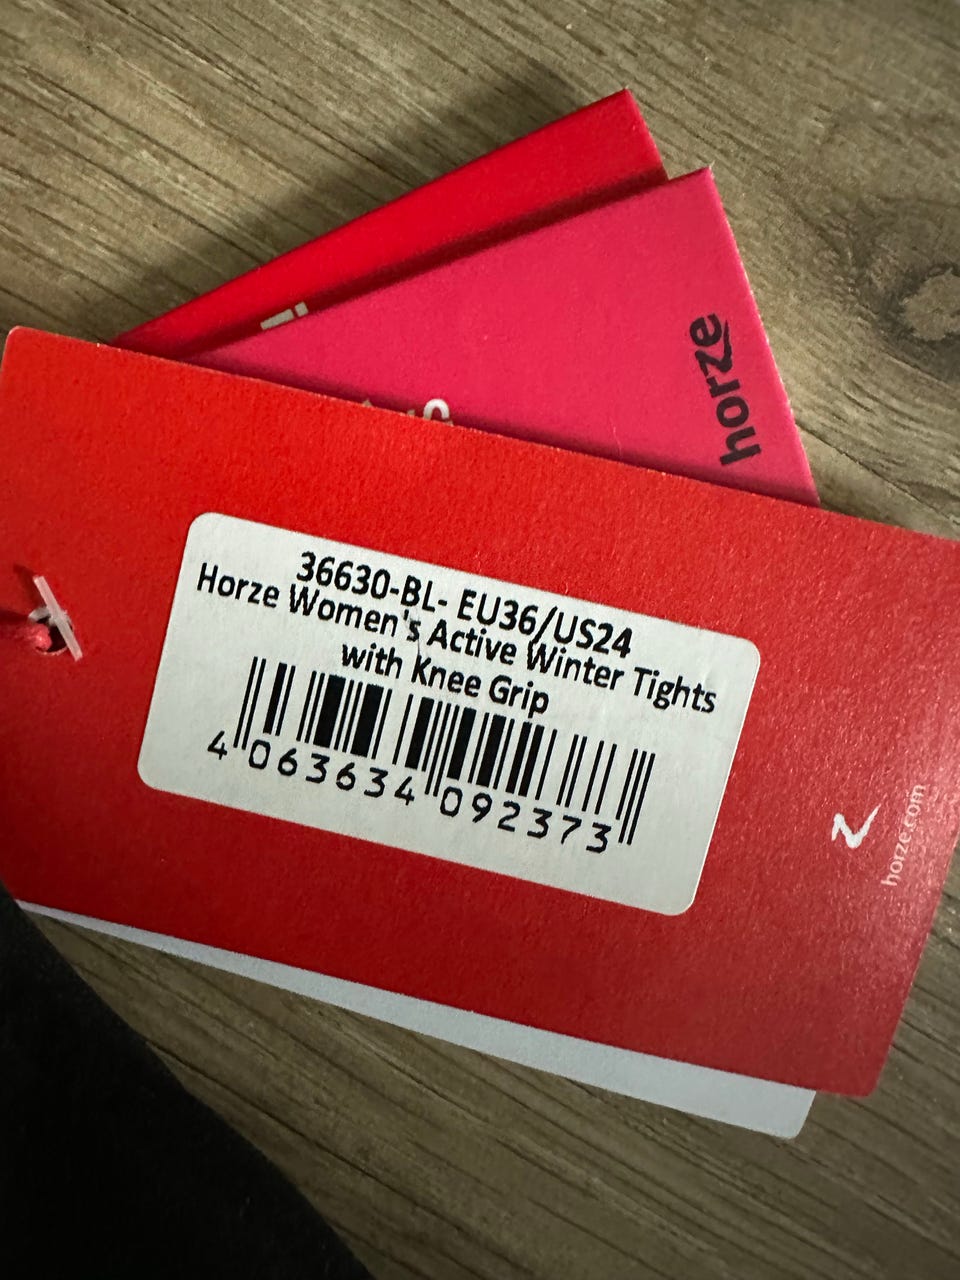 horze
36630-BL- EU36/US24
Horze Women's Active Winter Tights
with Knee Grip
4 063634 092373
horze.com